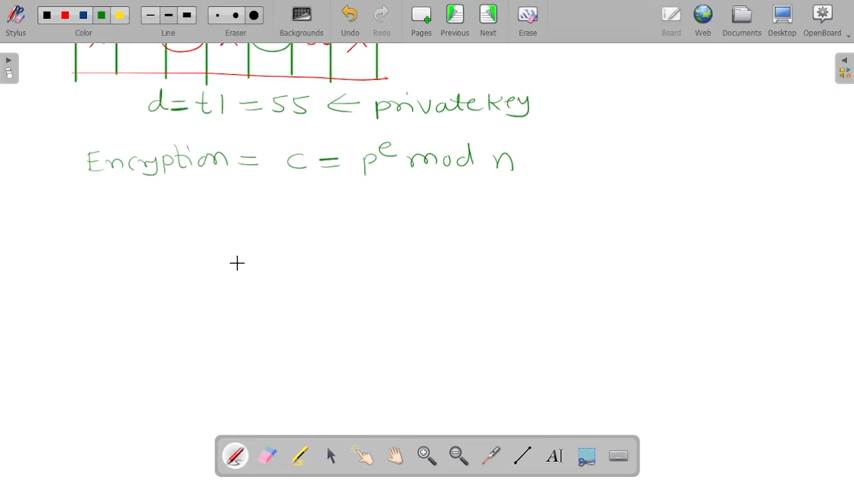 Stylus
Color
Line
Eraser
Backgrounds
Undo
Redo
Pages
Previous
Next
Erase
Board
Web
Documents
Desktop
OpenBoard
d = t1 = 55 ← private key
Encryption = c = p^e mod n